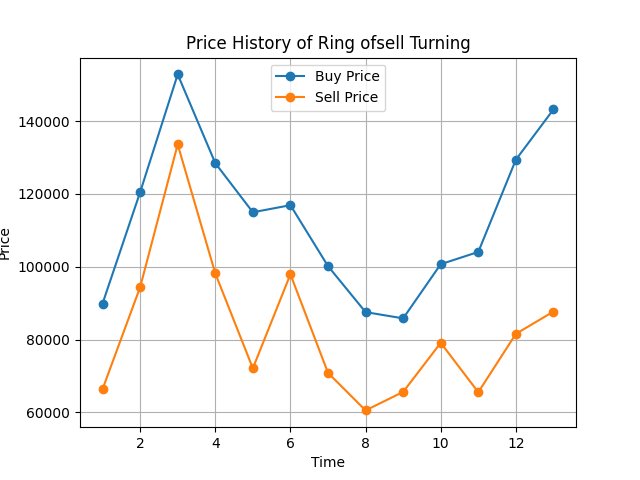 Price History of Ring ofsell Turning
Buy Price
Sell Price
140000
120000
100000
80000
60000
Price
2
4
6
8
10
12
Time